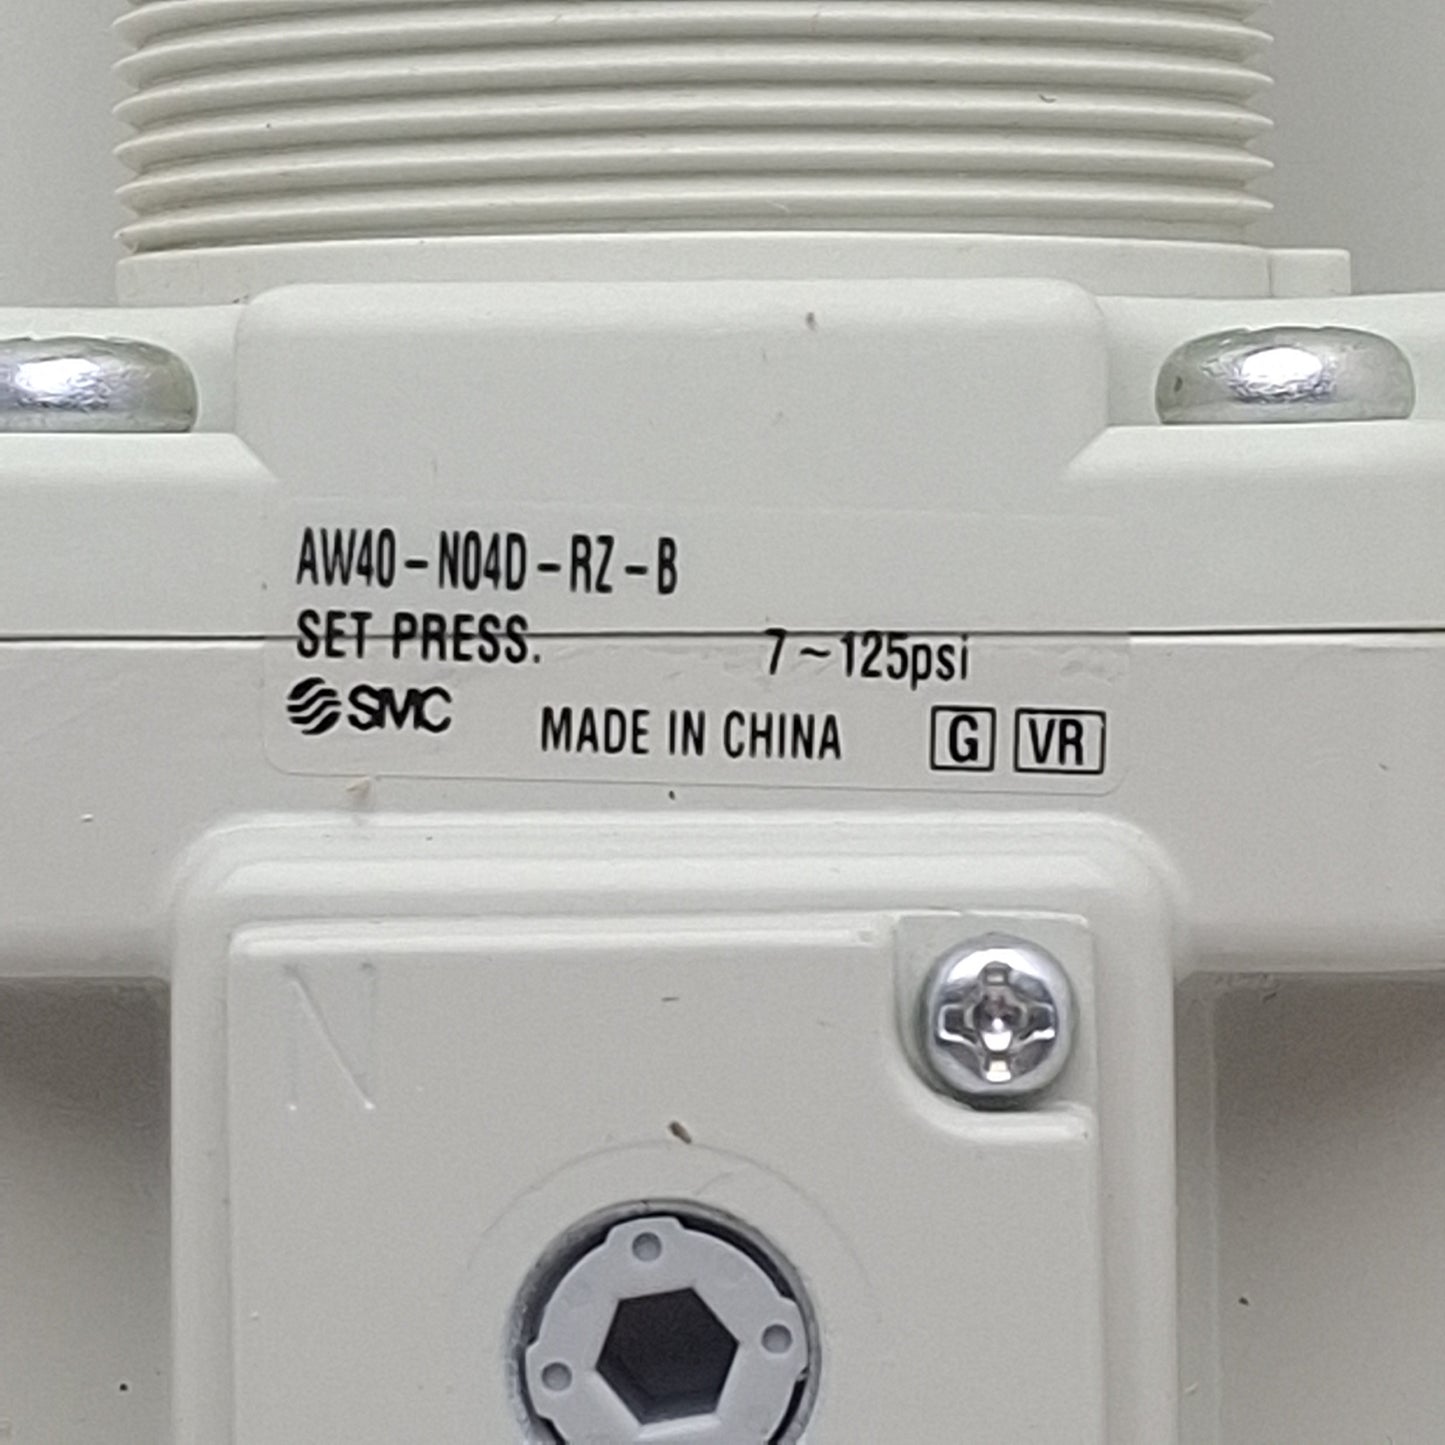 AW40-N04D-RZ-B
SET PRESS. 7~125psi
SMC MADE IN CHINA G VR
N